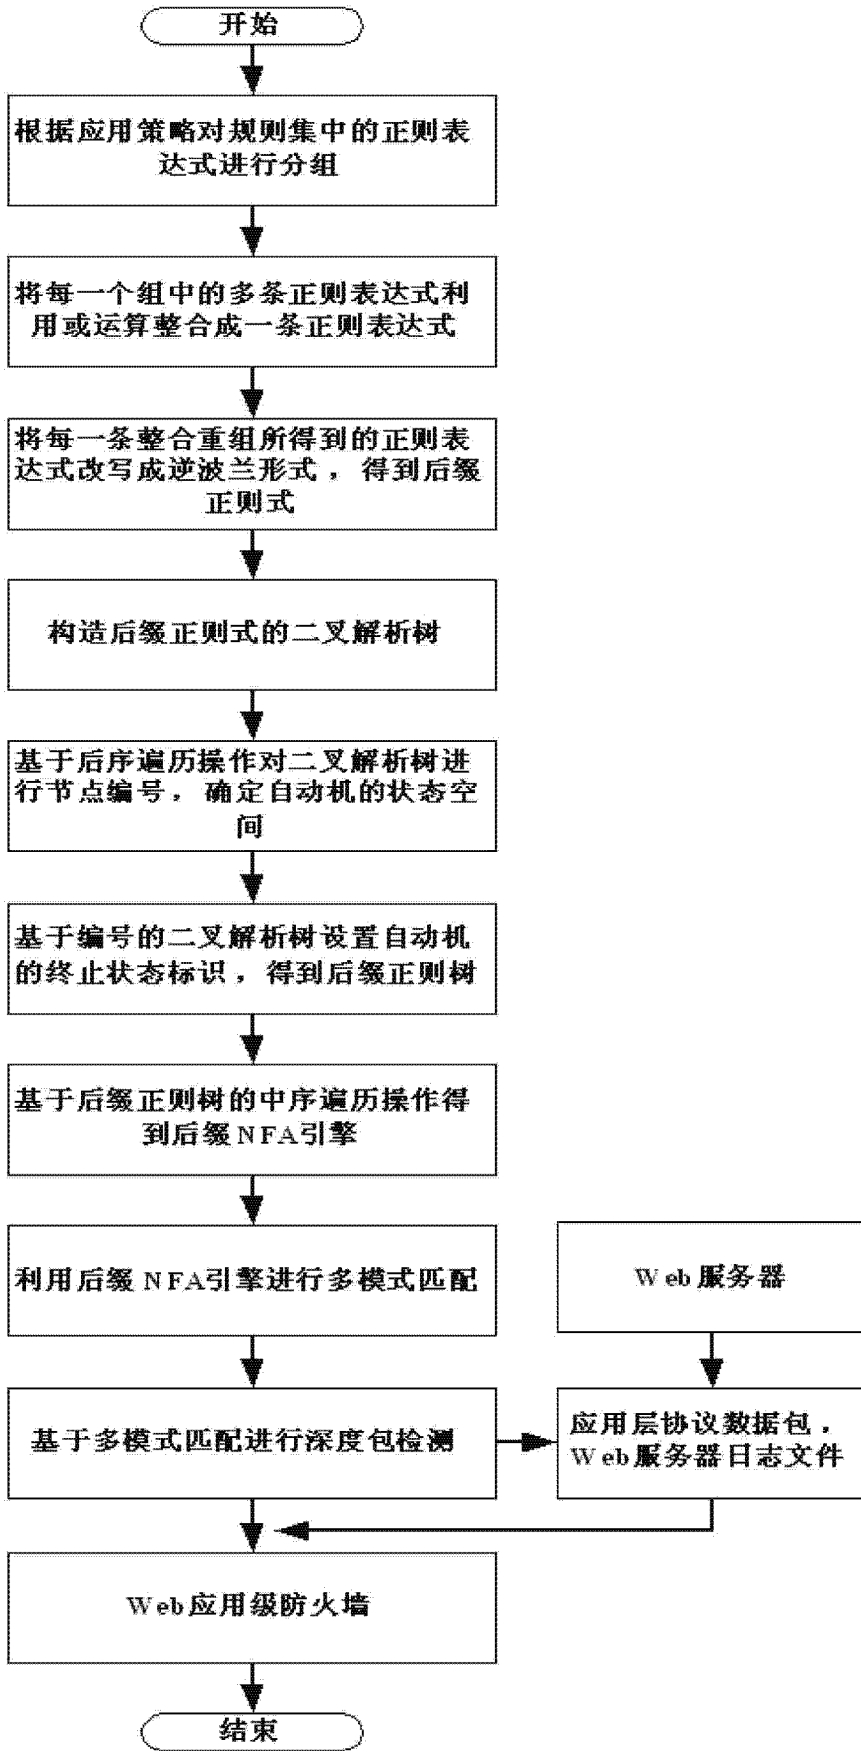 开始
根据应用策略对规则集中的正则表
达式进行分组
将每一个组中的多条正则表达式利
用或运算整合成一条正则表达式
将每一条整合重组所得到的正则表
达式改写成逆波兰形式，得到后缀
正则式
构造后缀正则式的二叉解析树
基于后序遍历操作对二叉解析树进
行节点编号，确定自动机的状态空
间
基于编号的二叉解析树设置自动机
的终止状态标识，得到后缀正则树
基于后缀正则树的中序遍历操作得
到后缀NFA引擎
利用后缀NFA引擎进行多模式匹配
Web服务器
基于多模式匹配进行深度包检测
应用层协议数据包，
Web服务器日志文件
Web应用级防火墙
结束